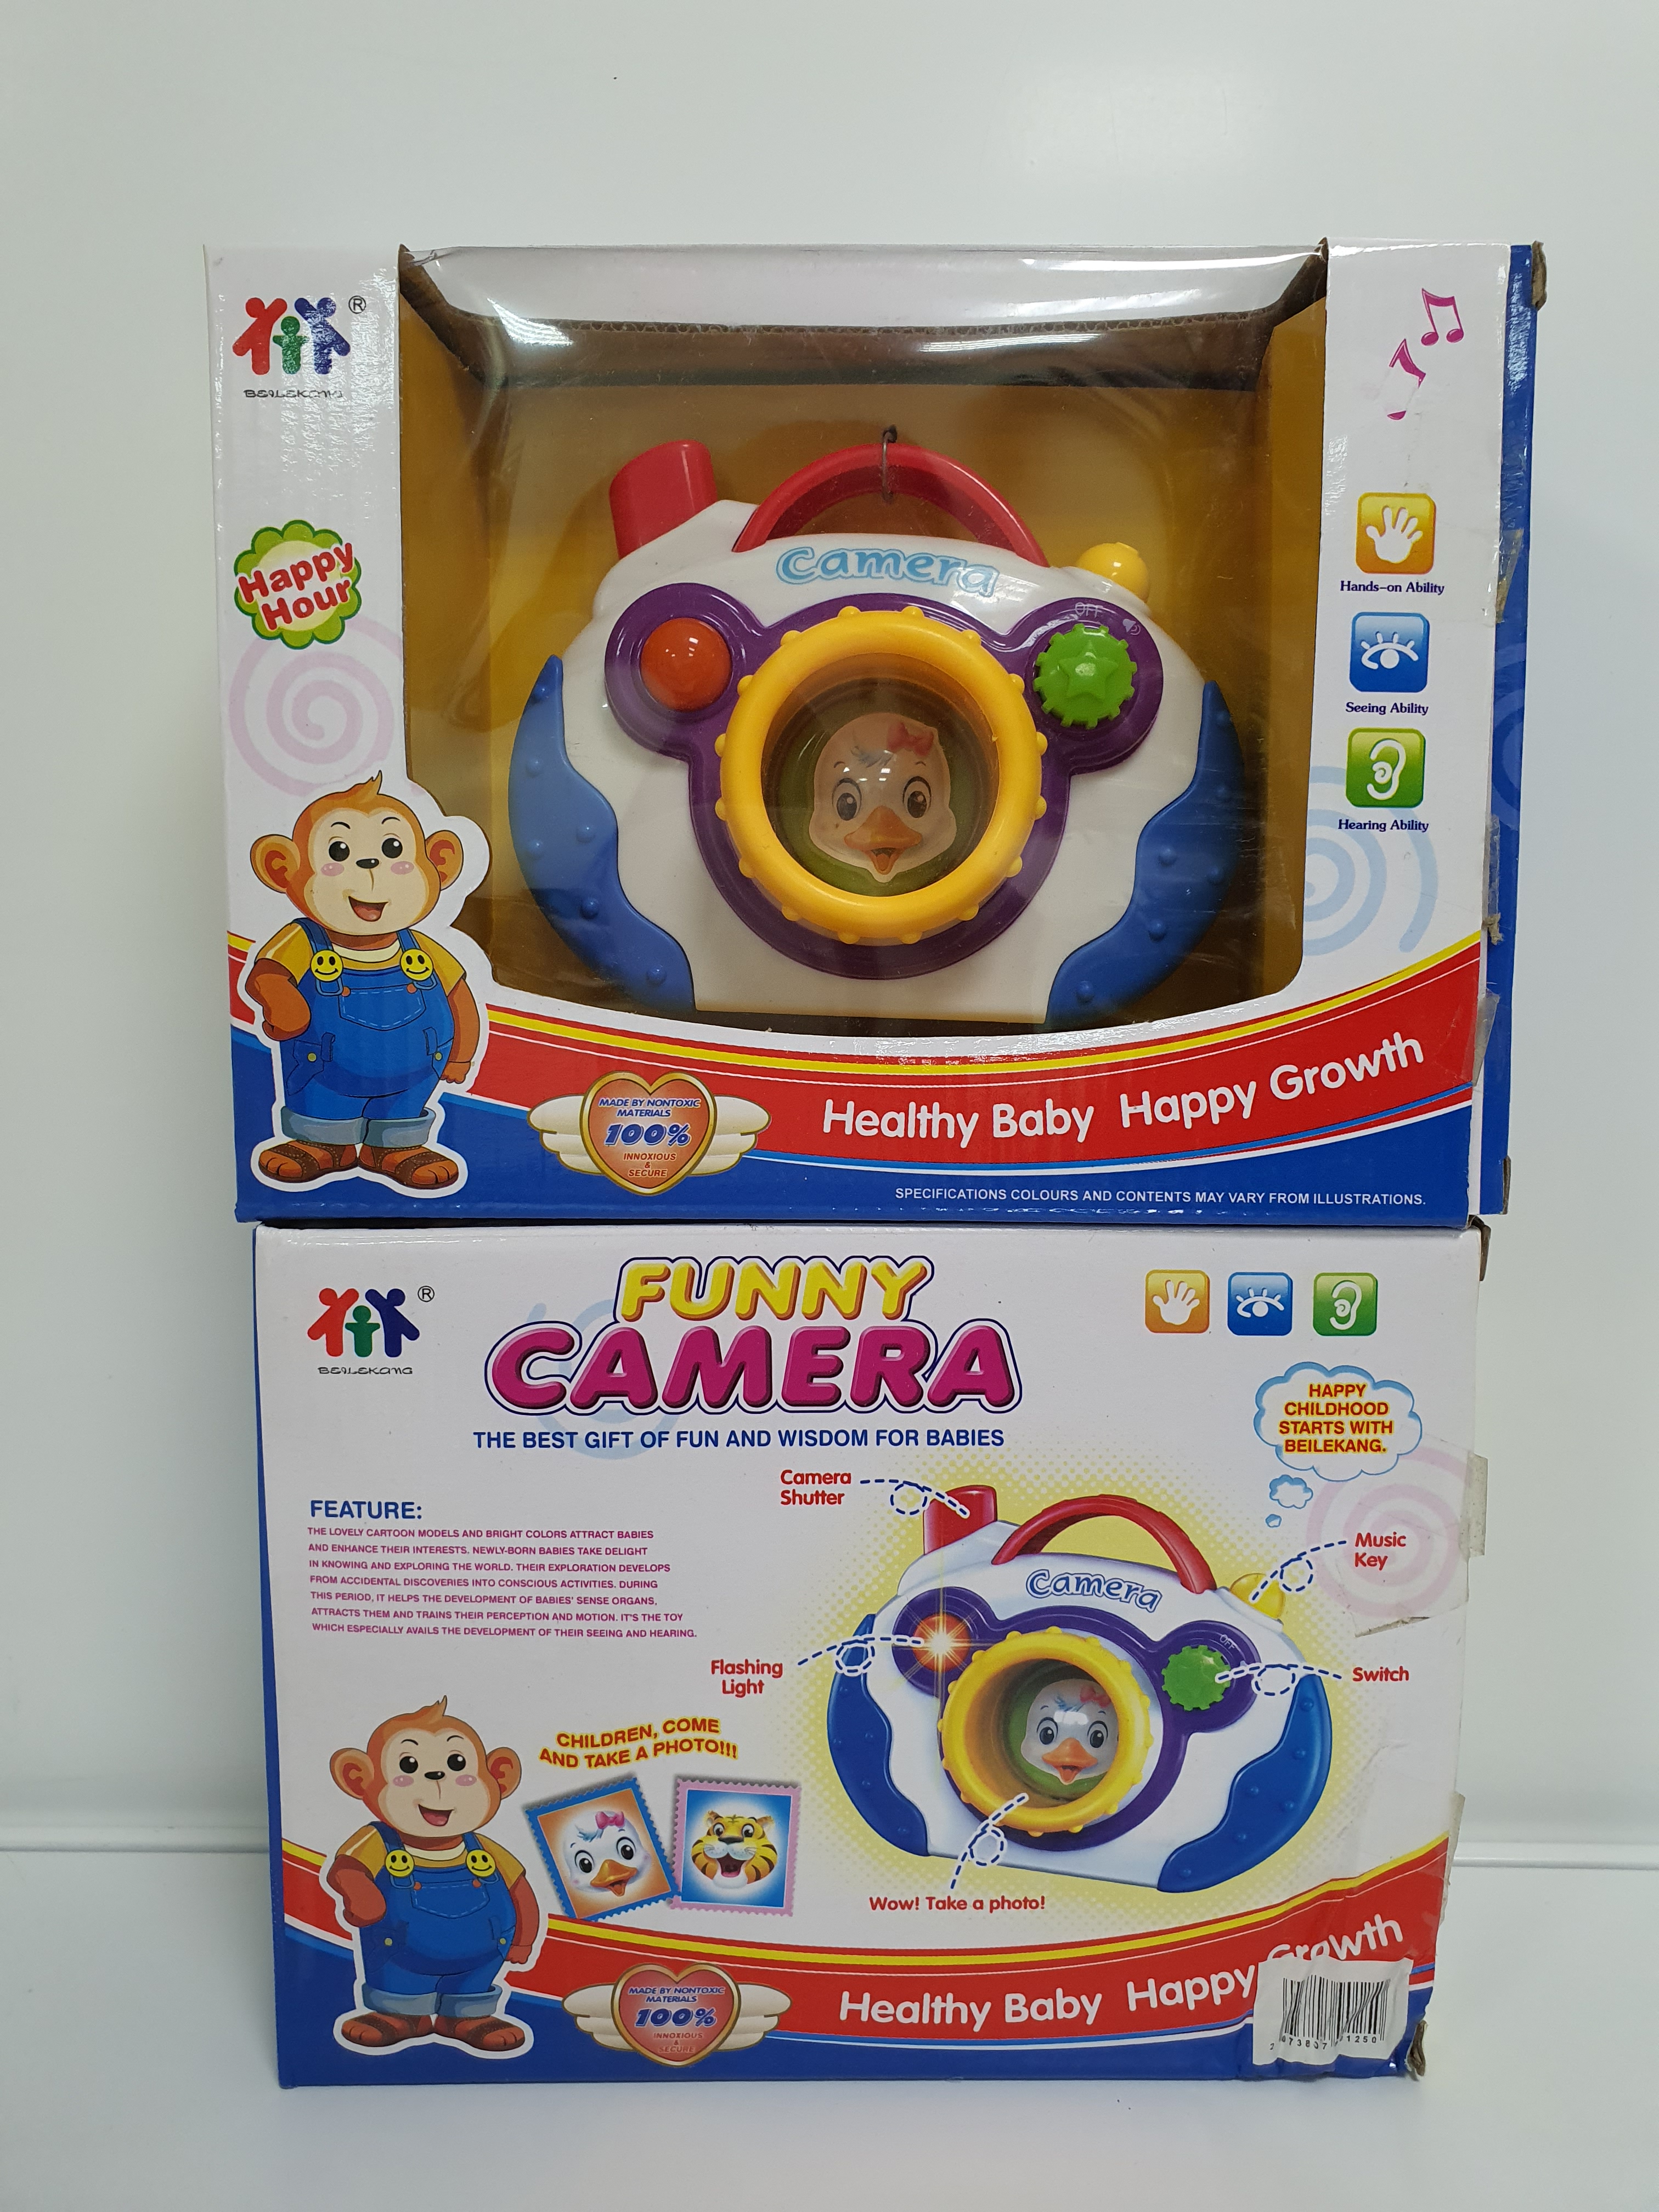 ®
BEILEKANG
Happy
Hour
Camera
OFF
Hands-on Ability
Seeing Ability
Hearing Ability
MADE BY NONTOXIC
MATERIALS
100%
INNOXIOUS
&
SECURE
Healthy Baby Happy Growth
SPECIFICATIONS COLOURS AND CONTENTS MAY VARY FROM ILLUSTRATIONS.
®
BEILEKANG
FUNNY
CAMERA
THE BEST GIFT OF FUN AND WISDOM FOR BABIES
HAPPY
CHILDHOOD
STARTS WITH
BEILEKANG.
FEATURE:
THE LOVELY CARTOON MODELS AND BRIGHT COLORS ATTRACT BABIES
AND ENHANCE THEIR INTERESTS. NEWLY-BORN BABIES TAKE DELIGHT
IN KNOWING AND EXPLORING THE WORLD. THEIR EXPLORATION DEVELOPS
FROM ACCIDENTAL DISCOVERIES INTO CONSCIOUS ACTIVITIES. DURING
THIS PERIOD, IT HELPS THE DEVELOPMENT OF BABIES' SENSE ORGANS,
ATTRACTS THEM AND TRAINS THEIR PERCEPTION AND MOTION. IT'S THE TOY
WHICH ESPECIALLY AVAILS THE DEVELOPMENT OF THEIR SEEING AND HEARING.
Camera
Shutter
Music
Key
Camera
OFF
Flashing
Light
Switch
CHILDREN, COME
AND TAKE A PHOTO!!!
Wow! Take a photo!
MADE BY NONTOXIC
MATERIALS
100%
INNOXIOUS
&
SECURE
Healthy Baby Happy Growth